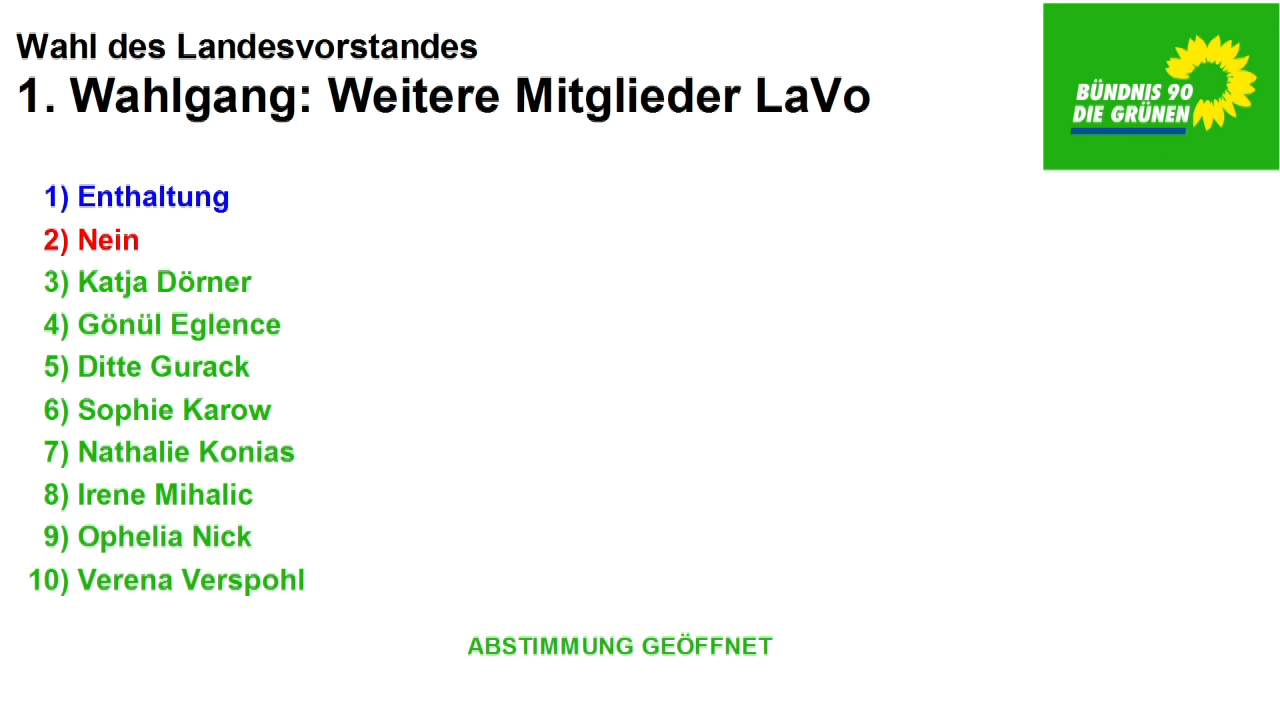 Wahl des Landesvorstandes
1. Wahlgang: Weitere Mitglieder LaVo
BÜNDNIS 90
DIE GRÜNEN
1) Enthaltung
2) Nein
3) Katja Dörner
4) Gönül Eglence
5) Ditte Gurack
6) Sophie Karow
7) Nathalie Konias
8) Irene Mihalic
9) Ophelia Nick
10) Verena Verspohl
ABSTIMMUNG GEÖFFNET